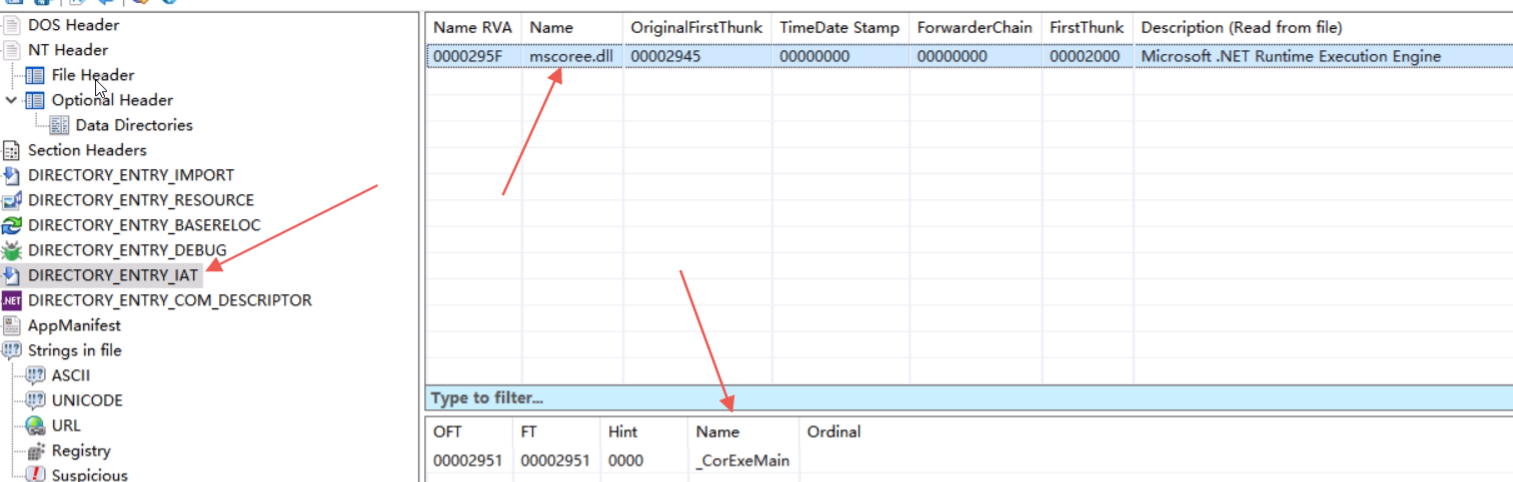 DOS Header
NT Header
File Header
Optional Header
Data Directories
Section Headers
DIRECTORY_ENTRY_IMPORT
DIRECTORY_ENTRY_RESOURCE
DIRECTORY_ENTRY_BASERELOC
DIRECTORY_ENTRY_DEBUG
DIRECTORY_ENTRY_IAT
.NET DIRECTORY_ENTRY_COM_DESCRIPTOR
AppManifest
Strings in file
ASCII
UNICODE
URL
Registry
Suspicious
Name RVA Name OriginalFirstThunk TimeDate Stamp ForwarderChain FirstThunk Description (Read from file)
0000295F mscoree.dll 00002945 00000000 00000000 00002000 Microsoft .NET Runtime Execution Engine
Type to filter...
OFT FT Hint Name Ordinal
00002951 00002951 0000 _CorExeMain